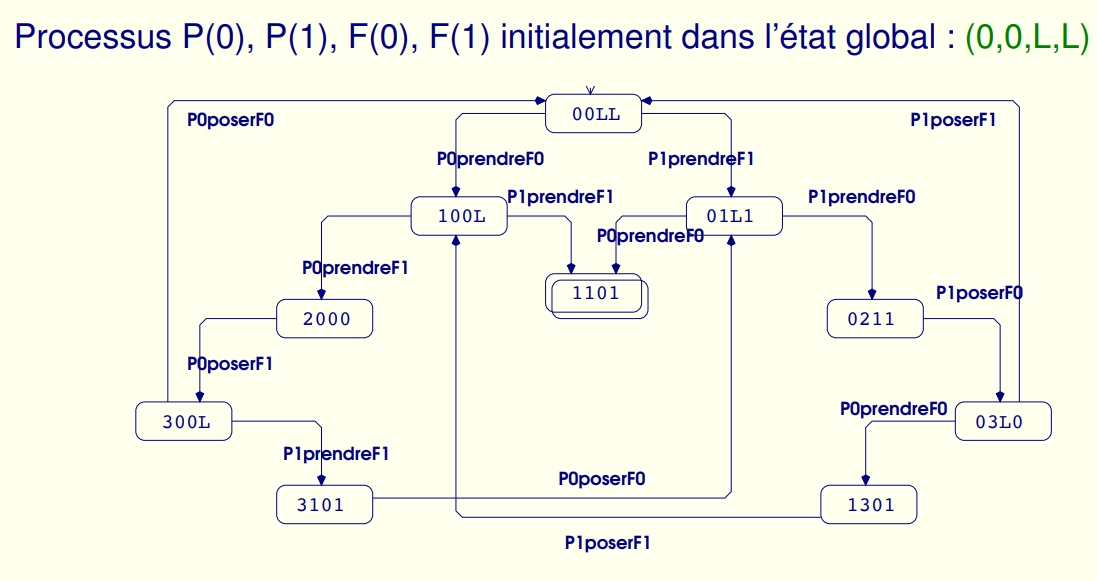 Processus P(0), P(1), F(0), F(1) initialement dans l'état global : (0,0,L,L)
00LL
P0poserF0
P1poserF1
P0prendreF0
P1prendreF1
P1prendreF1
P1prendreF0
100L
01L1
P0prendreF0
P0prendreF1
1101
P1poserF0
2000
0211
P0poserF1
P0prendreF0
300L
03L0
P1prendreF1
P0poserF0
3101
1301
P1poserF1